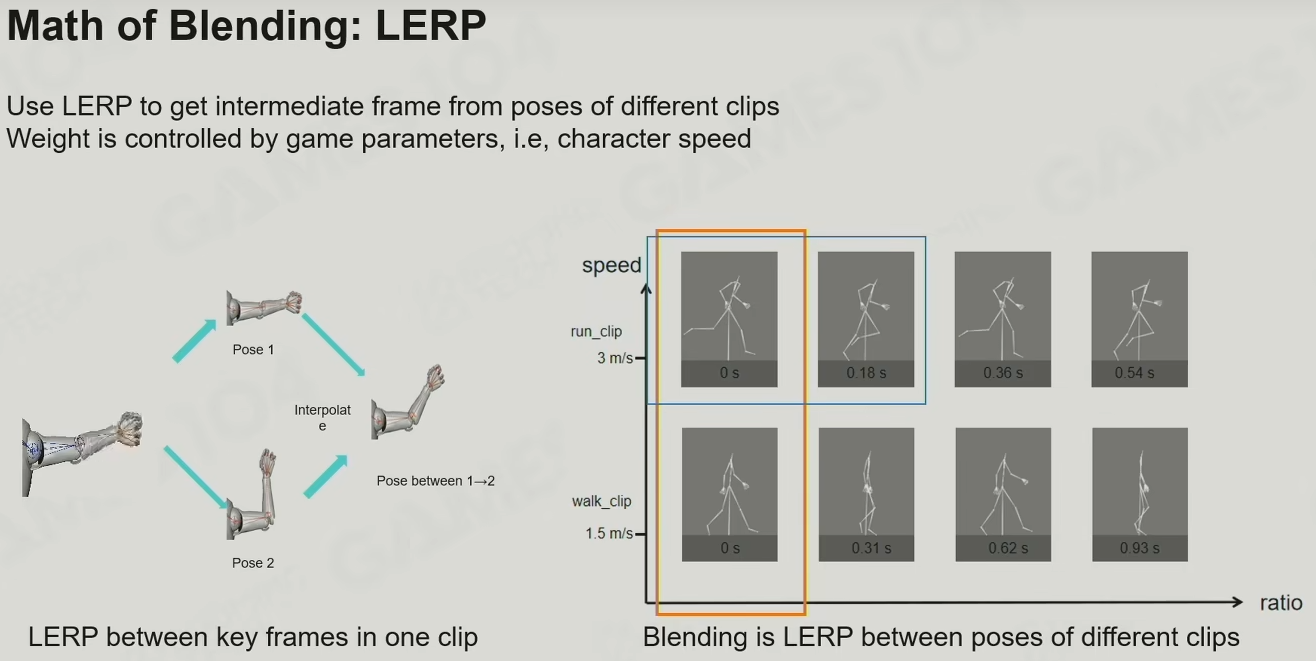 Math of Blending: LERP
Use LERP to get intermediate frame from poses of different clips
Weight is controlled by game parameters, i.e, character speed
Pose 1
Interpolat
e
Pose between 1→2
Pose 2
LERP between key frames in one clip
speed
run_clip
3 m/s
0 s
0.18 s
0.36 s
0.54 s
walk_clip
1.5 m/s
0 s
0.31 s
0.62 s
0.93 s
ratio
Blending is LERP between poses of different clips
GAMES 104